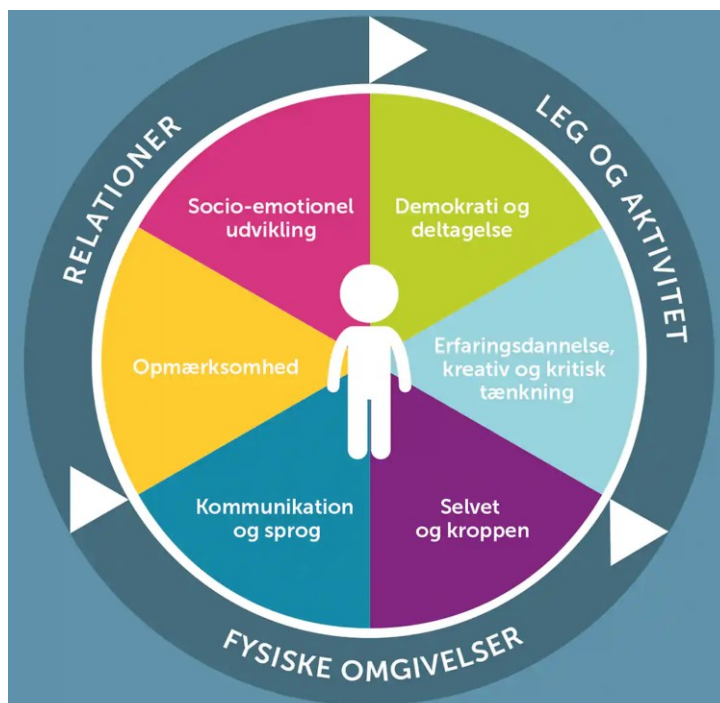 RELATIONER
LEG OG AKTIVITET
Socio-emotionel
udvikling
Demokrati og
deltagelse
Opmærksomhed
Erfaringsdannelse,
kreativ og kritisk
tænkning
Kommunikation
og sprog
Selvet
og kroppen
FYSISKE OMGIVELSER